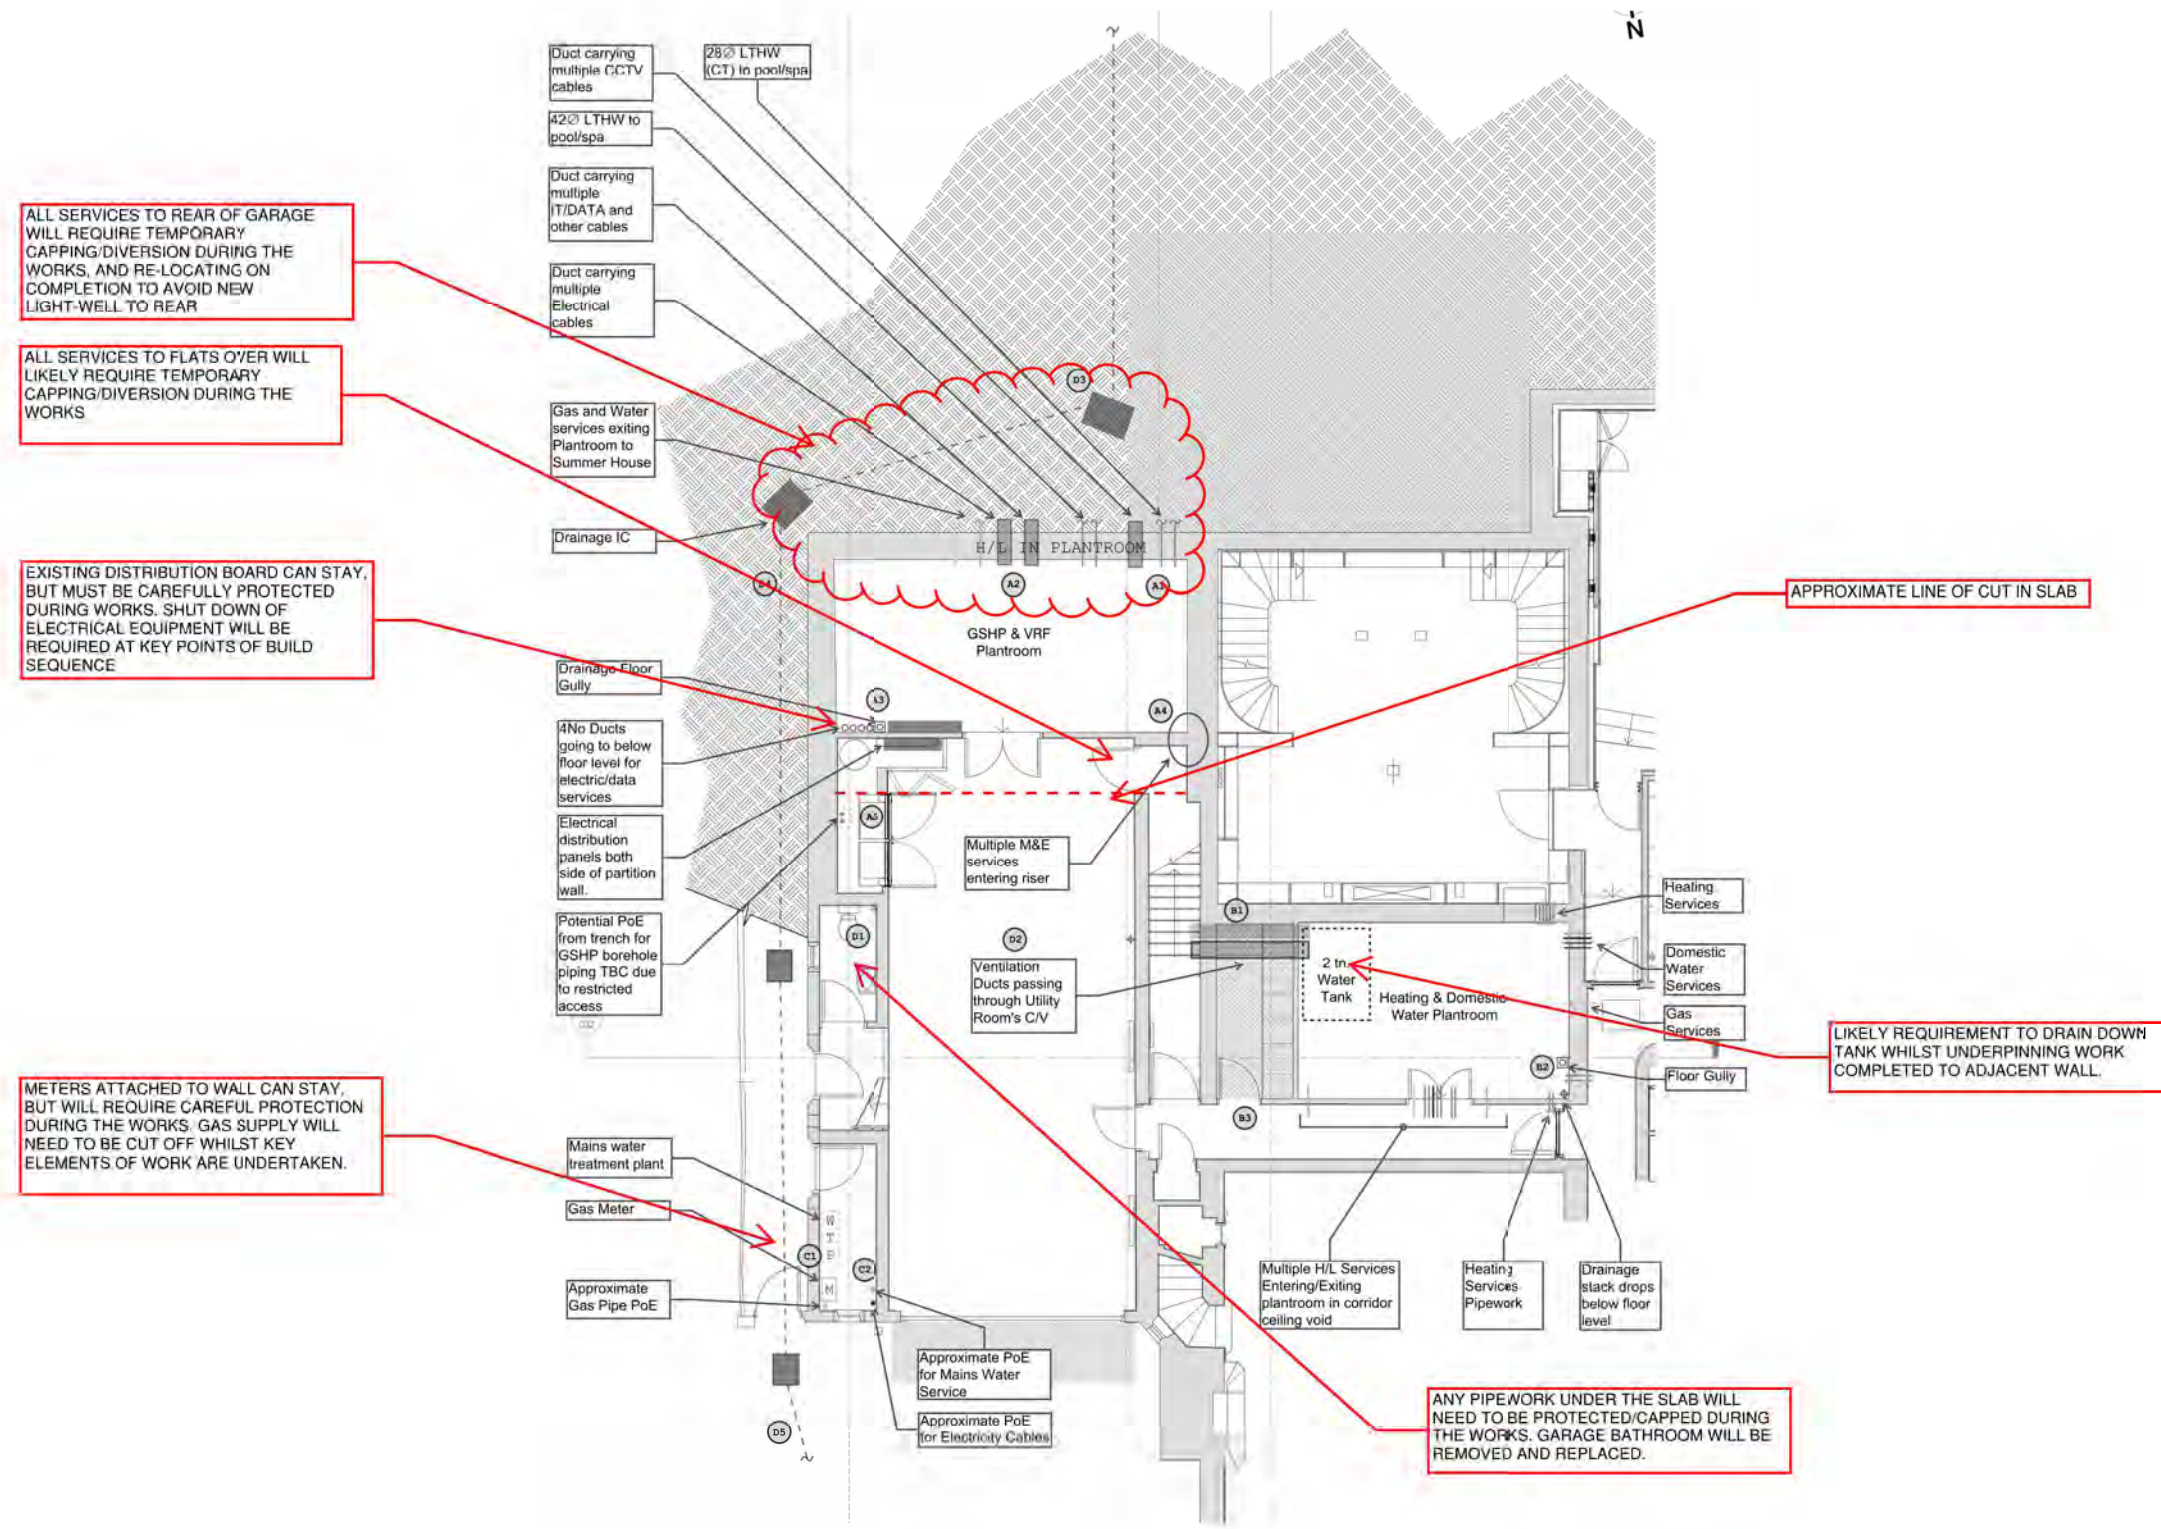 N
Duct carrying
multiple CCTV
cables
28Ø LTHW
(CT) to pool/spa
42Ø LTHW to
pool/spa
Duct carrying
multiple
IT/DATA and
other cables
Duct carrying
multiple
Electrical
cables
Gas and Water
services exiting
Plantroom to
Summer House
Drainage IC
ALL SERVICES TO REAR OF GARAGE
WILL REQUIRE TEMPORARY
CAPPING/DIVERSION DURING THE
WORKS, AND RE-LOCATING ON
COMPLETION TO AVOID NEW
LIGHT-WELL TO REAR
ALL SERVICES TO FLATS OVER WILL
LIKELY REQUIRE TEMPORARY
CAPPING/DIVERSION DURING THE
WORKS
EXISTING DISTRIBUTION BOARD CAN STAY,
BUT MUST BE CAREFULLY PROTECTED
DURING WORKS. SHUT DOWN OF
ELECTRICAL EQUIPMENT WILL BE
REQUIRED AT KEY POINTS OF BUILD
SEQUENCE
METERS ATTACHED TO WALL CAN STAY,
BUT WILL REQUIRE CAREFUL PROTECTION
DURING THE WORKS. GAS SUPPLY WILL
NEED TO BE CUT OFF WHILST KEY
ELEMENTS OF WORK ARE UNDERTAKEN.
D3
H/L IN PLANTROOM
D4
A2
A1
GSHP & VRF
Plantroom
APPROXIMATE LINE OF CUT IN SLAB
Drainage Floor
Gully
4No Ducts
going to below
floor level for
electric/data
services
Electrical
distribution
panels both
side of partition
wall.
Potential PoE
from trench for
GSHP borehole
piping TBC due
to restricted
access
A3
A4
A5
Multiple M&E
services
entering riser
D1
D2
Ventilation
Ducts passing
through Utility
Room's C/V
B1
2 tn.
Water
Tank
Heating & Domestic
Water Plantroom
Heating
Services
Domestic
Water
Services
Gas
Services
B2
Floor Gully
B3
LIKELY REQUIREMENT TO DRAIN DOWN
TANK WHILST UNDERPINNING WORK
COMPLETED TO ADJACENT WALL.
Mains water
treatment plant
Gas Meter
Approximate
Gas Pipe PoE
W
T
P
M
C1
C2
Approximate PoE
for Mains Water
Service
Approximate PoE
for Electricity Cables
D5
Multiple H/L Services
Entering/Exiting
plantroom in corridor
ceiling void
Heating
Services
Pipework
Drainage
stack drops
below floor
level
ANY PIPEWORK UNDER THE SLAB WILL
NEED TO BE PROTECTED/CAPPED DURING
THE WORKS. GARAGE BATHROOM WILL BE
REMOVED AND REPLACED.